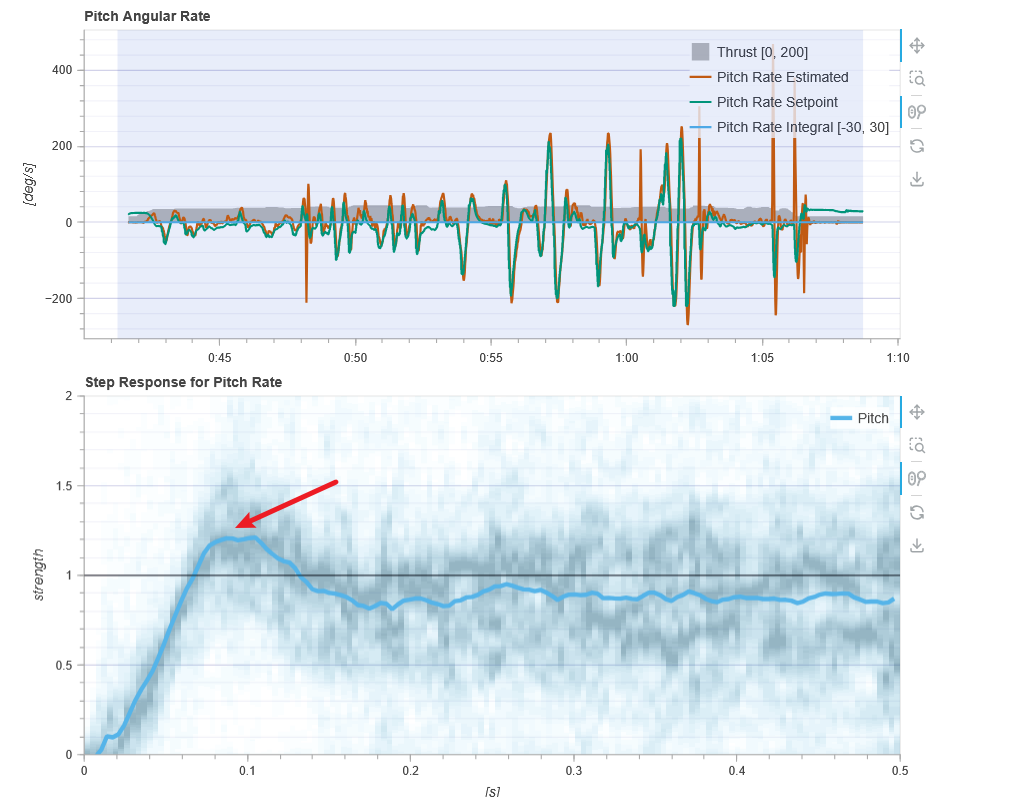 Pitch Angular Rate
400
200
0
−200
[deg/s]
Thrust [0, 200]
Pitch Rate Estimated
Pitch Rate Setpoint
Pitch Rate Integral [-30, 30]
0:45
0:50
0:55
1:00
1:05
1:10
Step Response for Pitch Rate
2
1.5
1
0.5
0
strength
Pitch
0
0.1
0.2
0.3
0.4
0.5
[s]